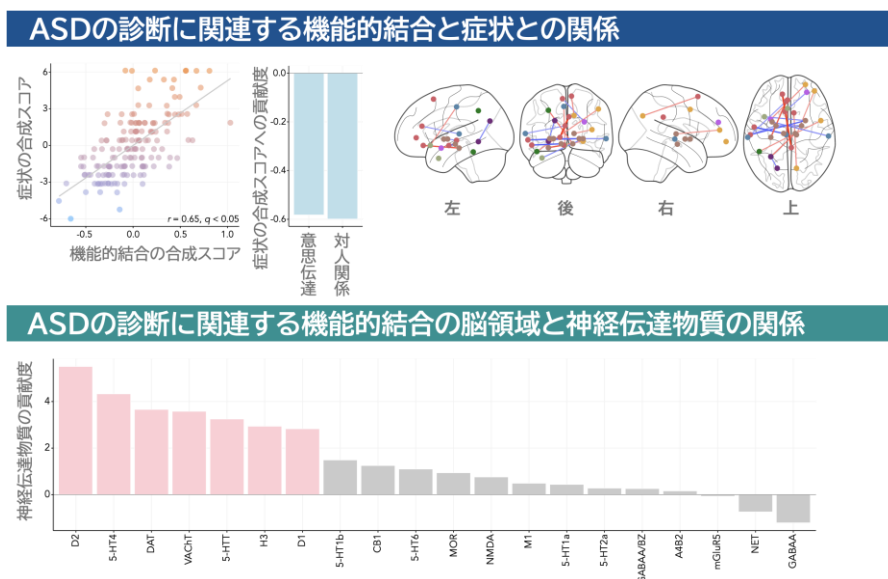 ASDの診断に関連する機能的結合と症状との関係
症状の合成スコア
6
3
0
-3
-6
-0.5
0.0
0.5
1.0
r = 0.65, q < 0.05
機能的結合の合成スコア
症状の合成スコアへの貢献度
0.0
-0.2
-0.4
-0.6
意思伝達
対人関係
左
後
右
上
ASDの診断に関連する機能的結合の脳領域と神経伝達物質の関係
神経伝達物質の貢献度
4
2
0
D2
5-HT4
DAT
VAChT
5-HTT
H3
D1
5-HT1b
CB1
5-HT6
MOR
NMDA
M1
5-HT1a
5-HT2a
GABAA/BZ
A4B2
mGluR5
NET
GABAA